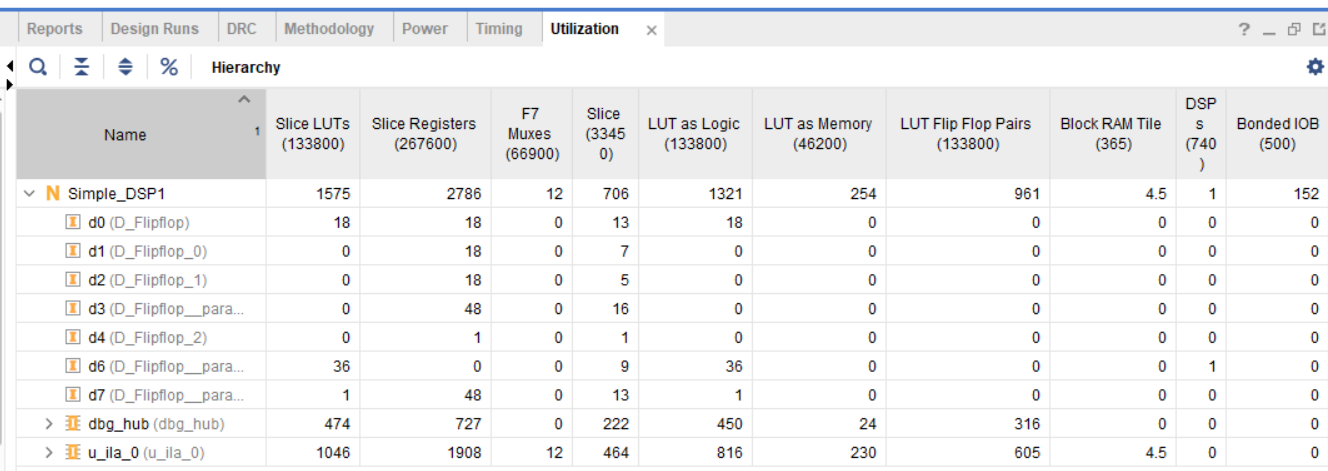 Reports Design Runs DRC Methodology Power Timing Utilization × ?
% Hierarchy
Name 1 Slice LUTs (133800) Slice Registers (267600) F7 Muxes (66900) Slice (33450) LUT as Logic (133800) LUT as Memory (46200) LUT Flip Flop Pairs (133800) Block RAM Tile (365) DSPs (740) Bonded IOB (500)
N Simple_DSP1 1575 2786 12 706 1321 254 961 4.5 1 152
I d0 (D_Flipflop) 18 18 0 13 18 0 0 0 0 0
I d1 (D_Flipflop_0) 0 18 0 7 0 0 0 0 0 0
I d2 (D_Flipflop_1) 0 18 0 5 0 0 0 0 0 0
I d3 (D_Flipflop__para... 0 48 0 16 0 0 0 0 0 0
I d4 (D_Flipflop_2) 0 1 0 1 0 0 0 0 0 0
I d6 (D_Flipflop__para... 36 0 0 9 36 0 0 0 1 0
I d7 (D_Flipflop__para... 1 48 0 13 1 0 0 0 0 0
dbg_hub (dbg_hub) 474 727 0 222 450 24 316 0 0 0
u_ila_0 (u_ila_0) 1046 1908 12 464 816 230 605 4.5 0 0